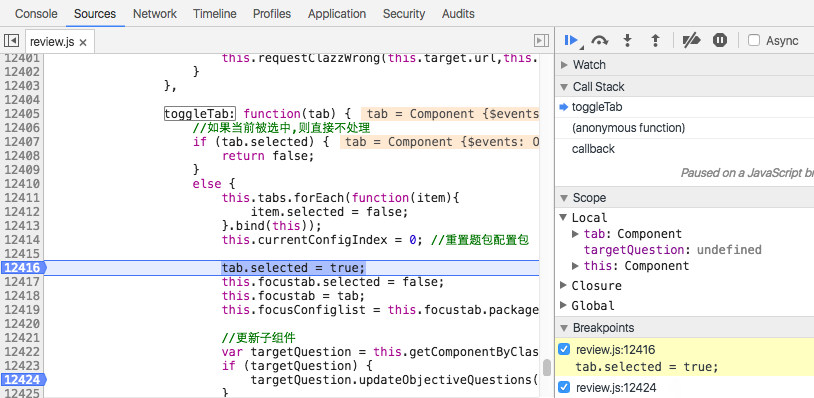 Console Sources Network Timeline Profiles Application Security Audits
review.js ×
Async
12401 this.requestClazzWrong(this.target.url,this.
12402 }
12403 },
12404
12405 toggleTab: function(tab) { tab = Component {$events
12406 //如果当前被选中,则直接不处理
12407 if (tab.selected) { tab = Component {$events: O
12408 return false;
12409 }
12410 else {
12411 this.tabs.forEach(function(item){
12412 item.selected = false;
12413 }.bind(this));
12414 this.currentConfigIndex = 0; //重置题包配置包
12416 tab.selected = true;
12417 this.focustab.selected = false;
12418 this.focustab = tab;
12419 this.focusConfiglist = this.focustab.package
12420
12421 //更新子组件
12422 var targetQuestion = this.getComponentByClas
12423 if (targetQuestion) {
12424 targetQuestion.updateObjectiveQuestions(
12425 }
Watch
Call Stack
toggleTab
(anonymous function)
callback
Paused on a JavaScript br
Scope
Local
tab: Component
targetQuestion: undefined
this: Component
Closure
Global
Breakpoints
review.js:12416
tab.selected = true;
review.js:12424